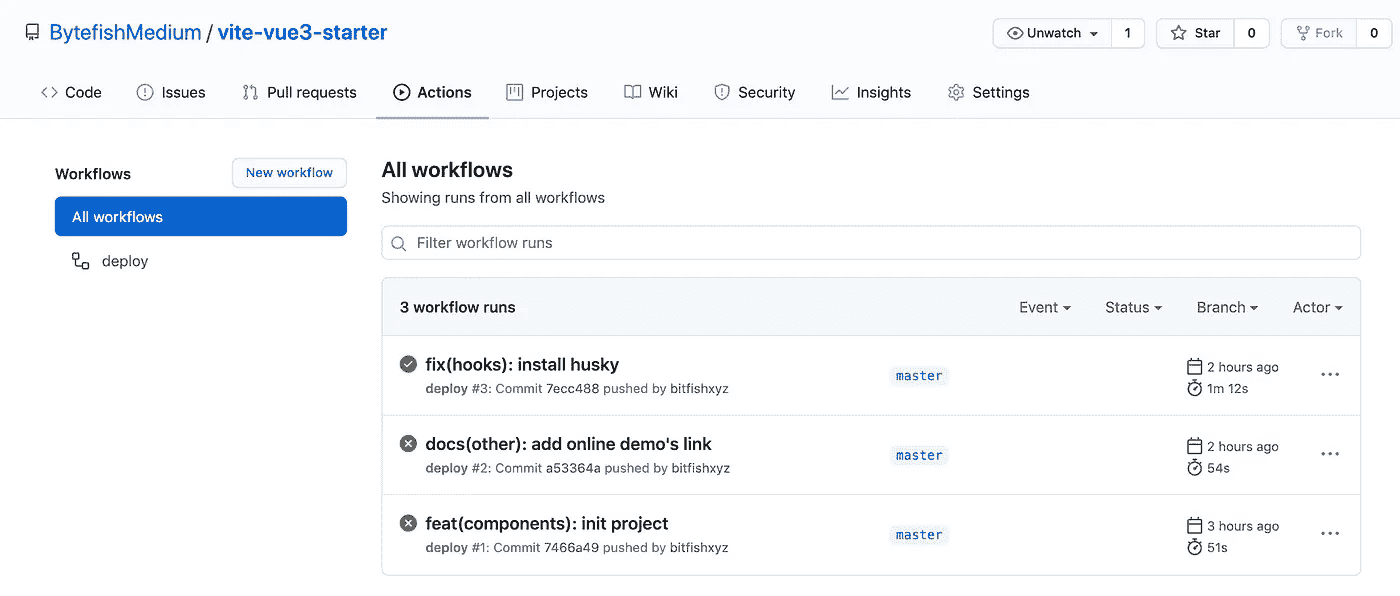 BytefishMedium / vite-vue3-starter
Unwatch 1 Star 0 Fork 0
Code Issues Pull requests Actions Projects Wiki Security Insights Settings
Workflows
New workflow
All workflows
deploy
All workflows
Showing runs from all workflows
Filter workflow runs
3 workflow runs Event Status Branch Actor
fix(hooks): install husky
deploy #3: Commit 7ecc488 pushed by bitfishxyz
master
2 hours ago
1m 12s
docs(other): add online demo's link
deploy #2: Commit a53364a pushed by bitfishxyz
master
2 hours ago
54s
feat(components): init project
deploy #1: Commit 7466a49 pushed by bitfishxyz
master
3 hours ago
51s